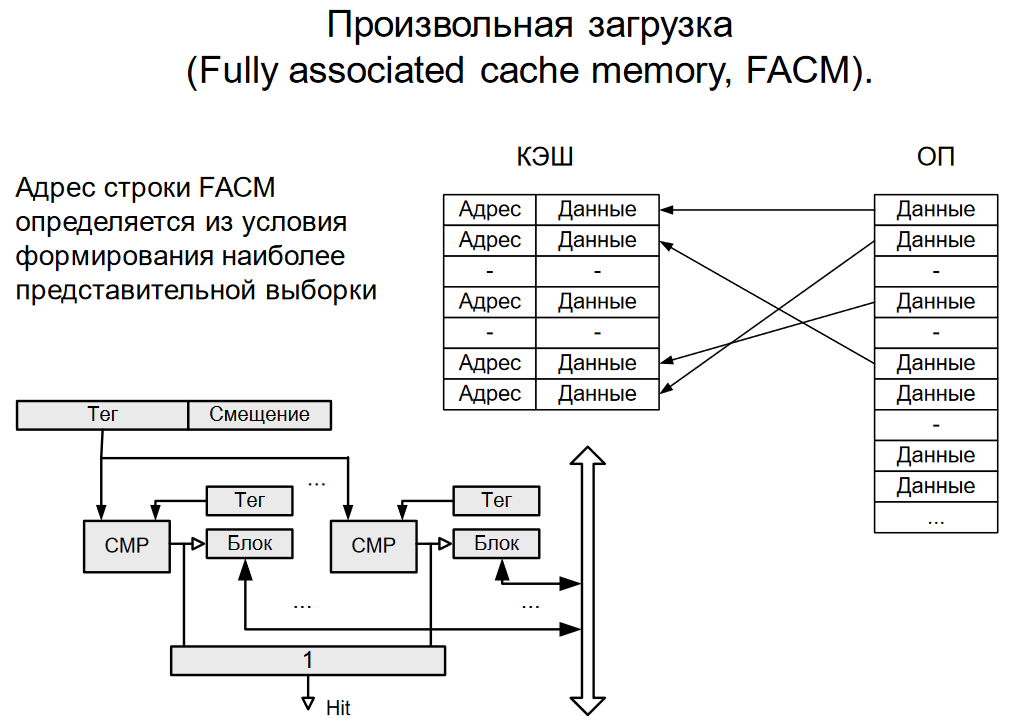 Произвольная загрузка
(Fully associated cache memory, FACM).
Адрес строки FACM
определяется из условия
формирования наиболее
представительной выборки
КЭШ
Адрес Данные
Адрес Данные
- -
Адрес Данные
- -
Адрес Данные
Адрес Данные
ОП
Данные
Данные
-
Данные
-
Данные
Данные
-
Данные
Данные
...
Тег Смещение
...
Тег Тег
СМР Блок СМР Блок
... ...
1
Hit